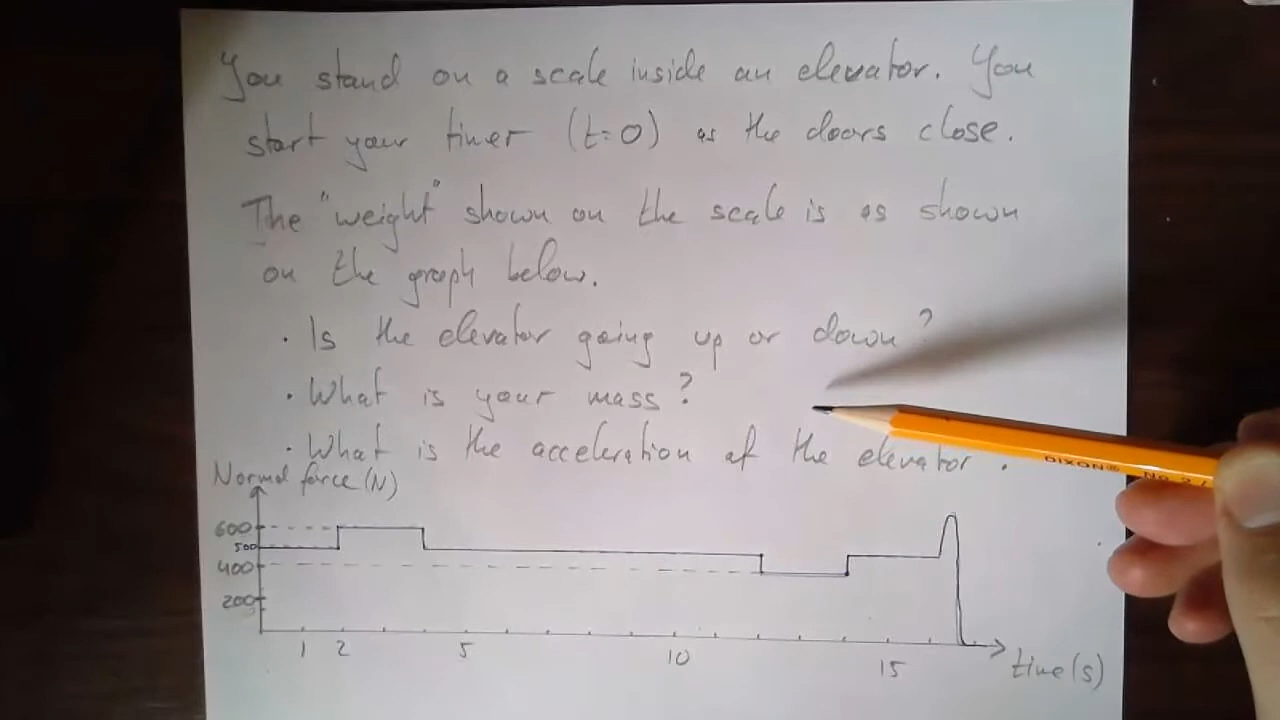 You stand on a scale inside an elevator. You
start your timer (t=0) as the doors close.
The "weight" shown on the scale is as shown
on the graph below.
· Is the elevator going up or down?
· What is your mass?
· What is the acceleration of the elevator.
Normal force (N)
600
500
400
200
1 2 5 10 15 time(s)
DIXON® No. 2/